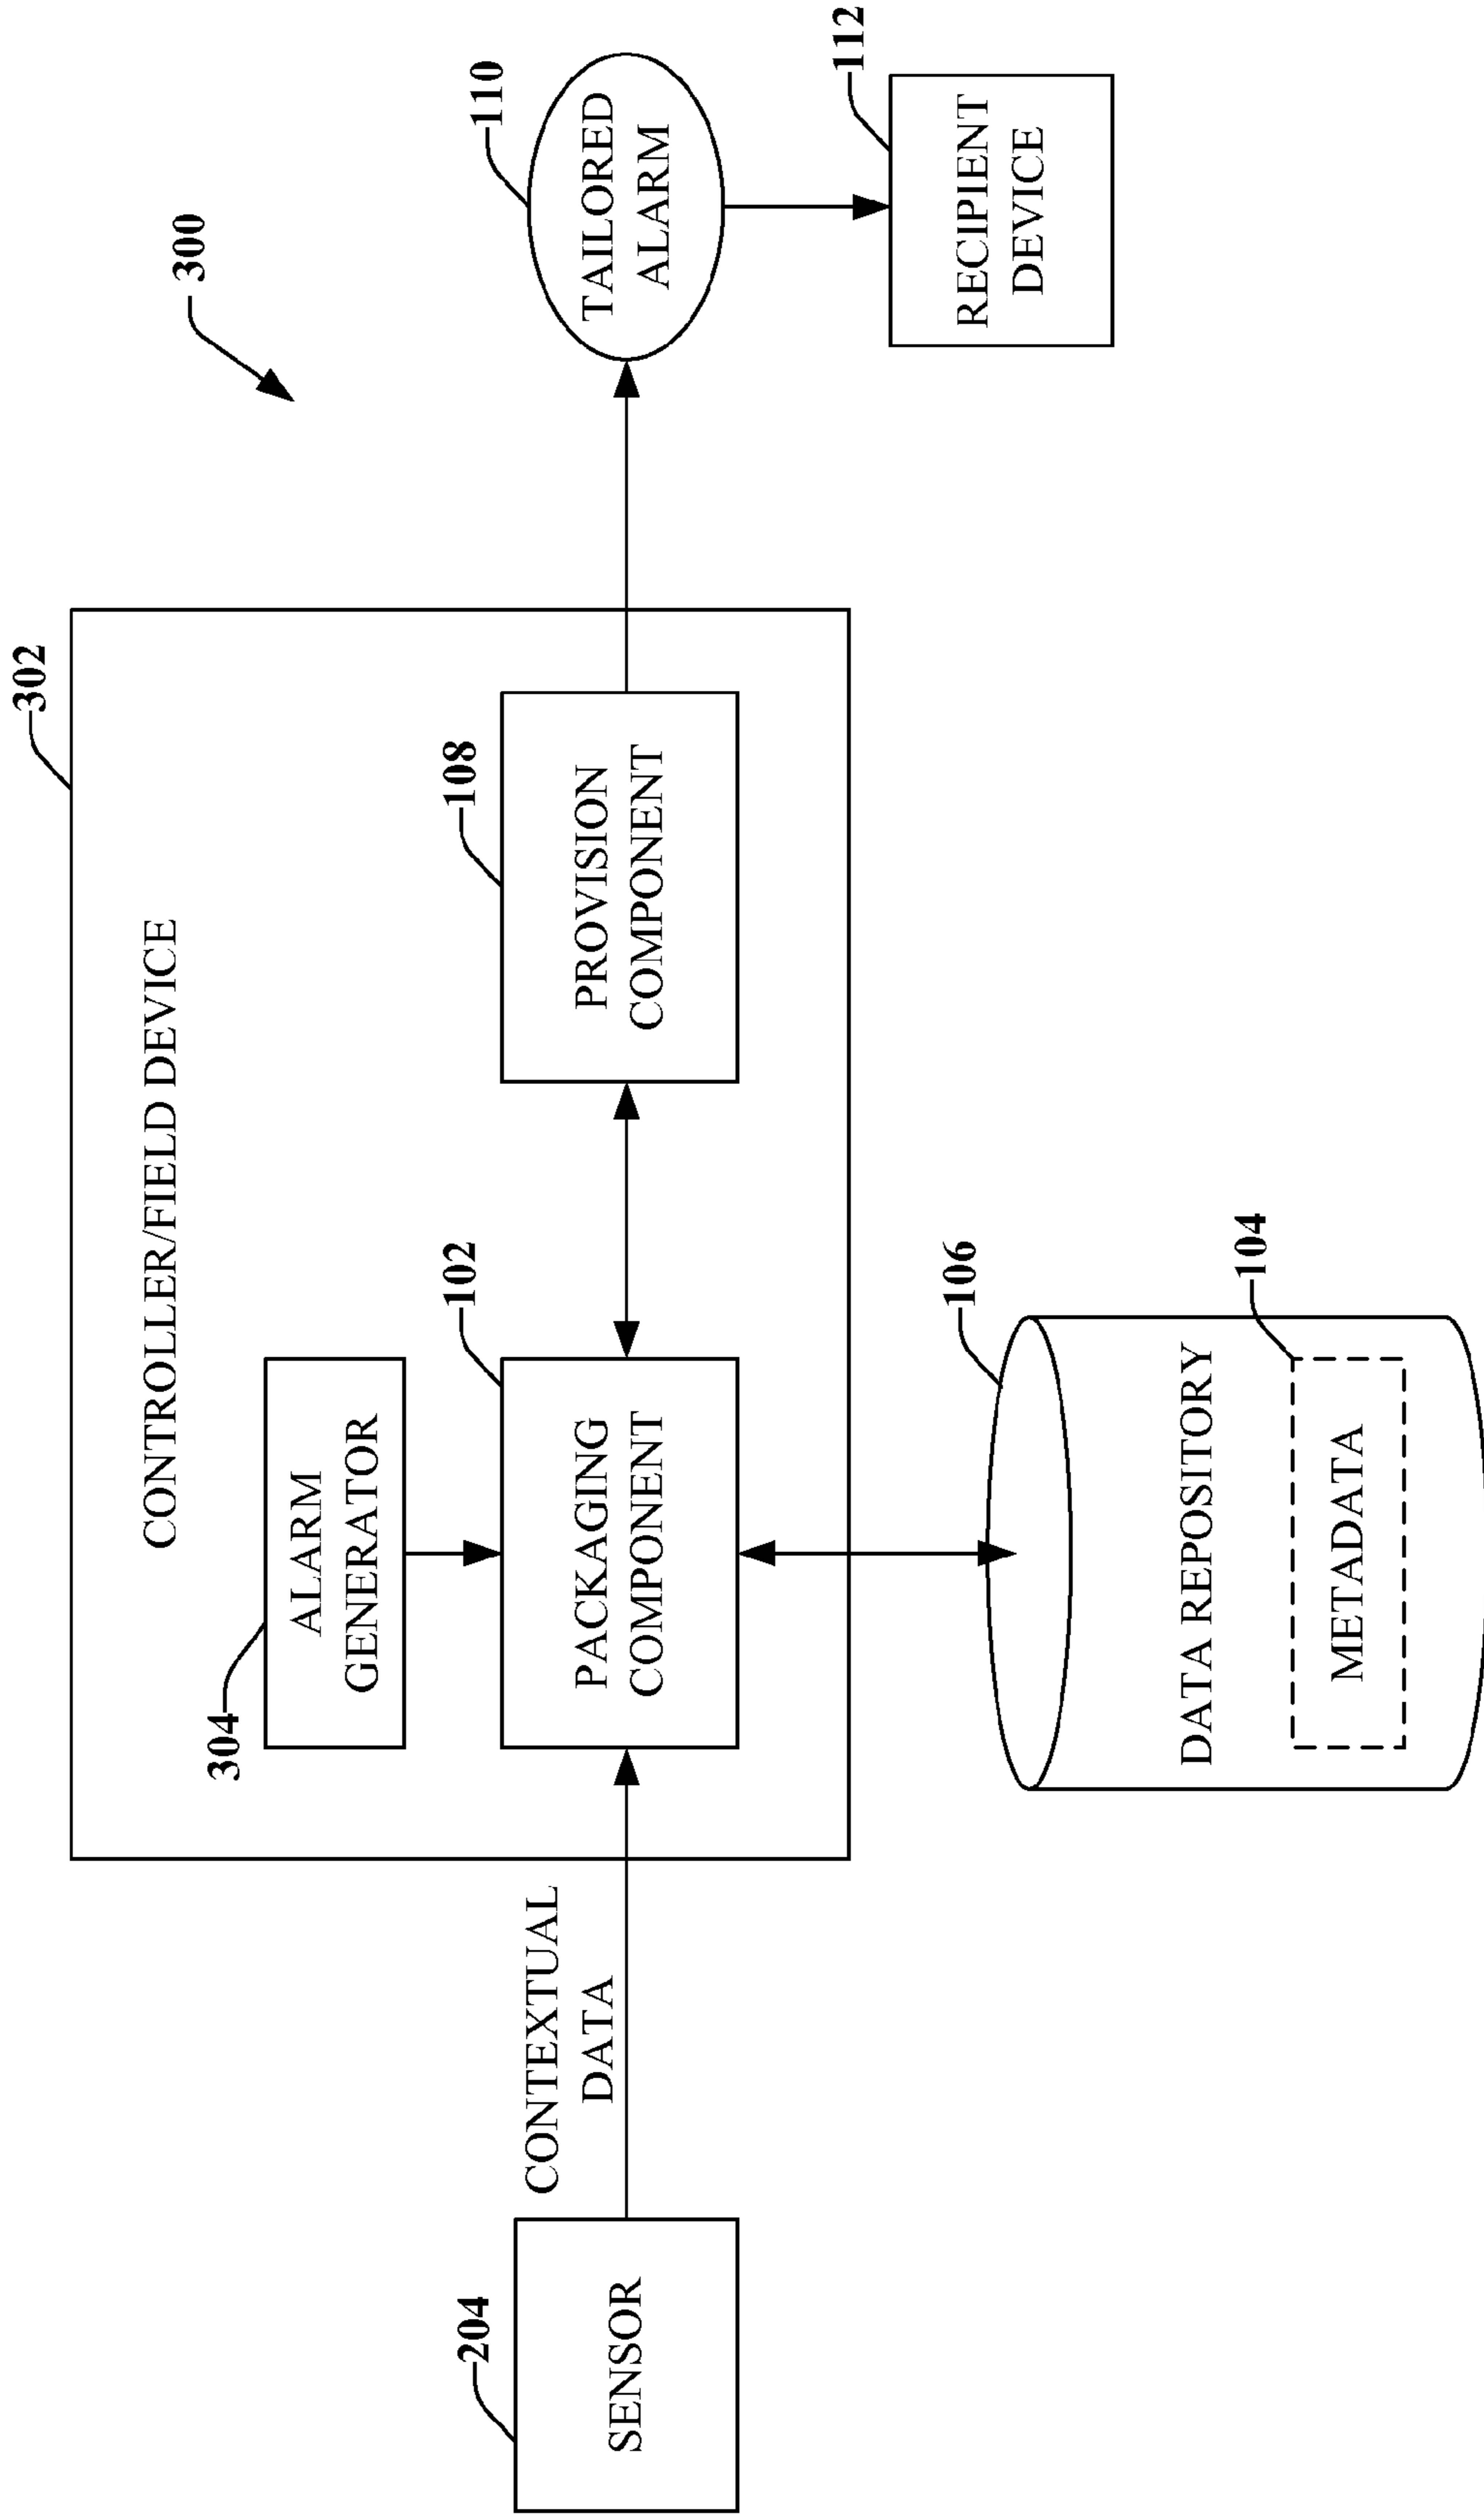 300
302
CONTROLLER/FIELD DEVICE
304
ALARM
GENERATOR
204
SENSOR
CONTEXTUAL
DATA
102
PACKAGING
COMPONENT
108
PROVISION
COMPONENT
110
TAILORED
ALARM
112
RECIPIENT
DEVICE
106
DATA REPOSITORY
104
METADATA